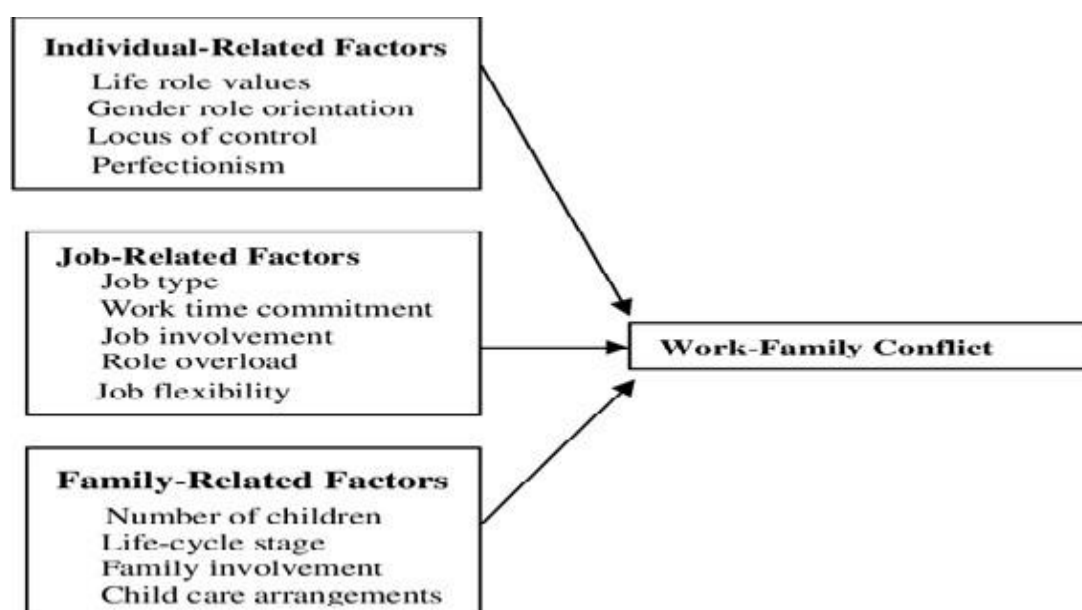 Individual-Related Factors
Life role values
Gender role orientation
Locus of control
Perfectionism
Job-Related Factors
Job type
Work time commitment
Job involvement
Role overload
Job flexibility
Family-Related Factors
Number of children
Life-cycle stage
Family involvement
Child care arrangements
Work-Family Conflict